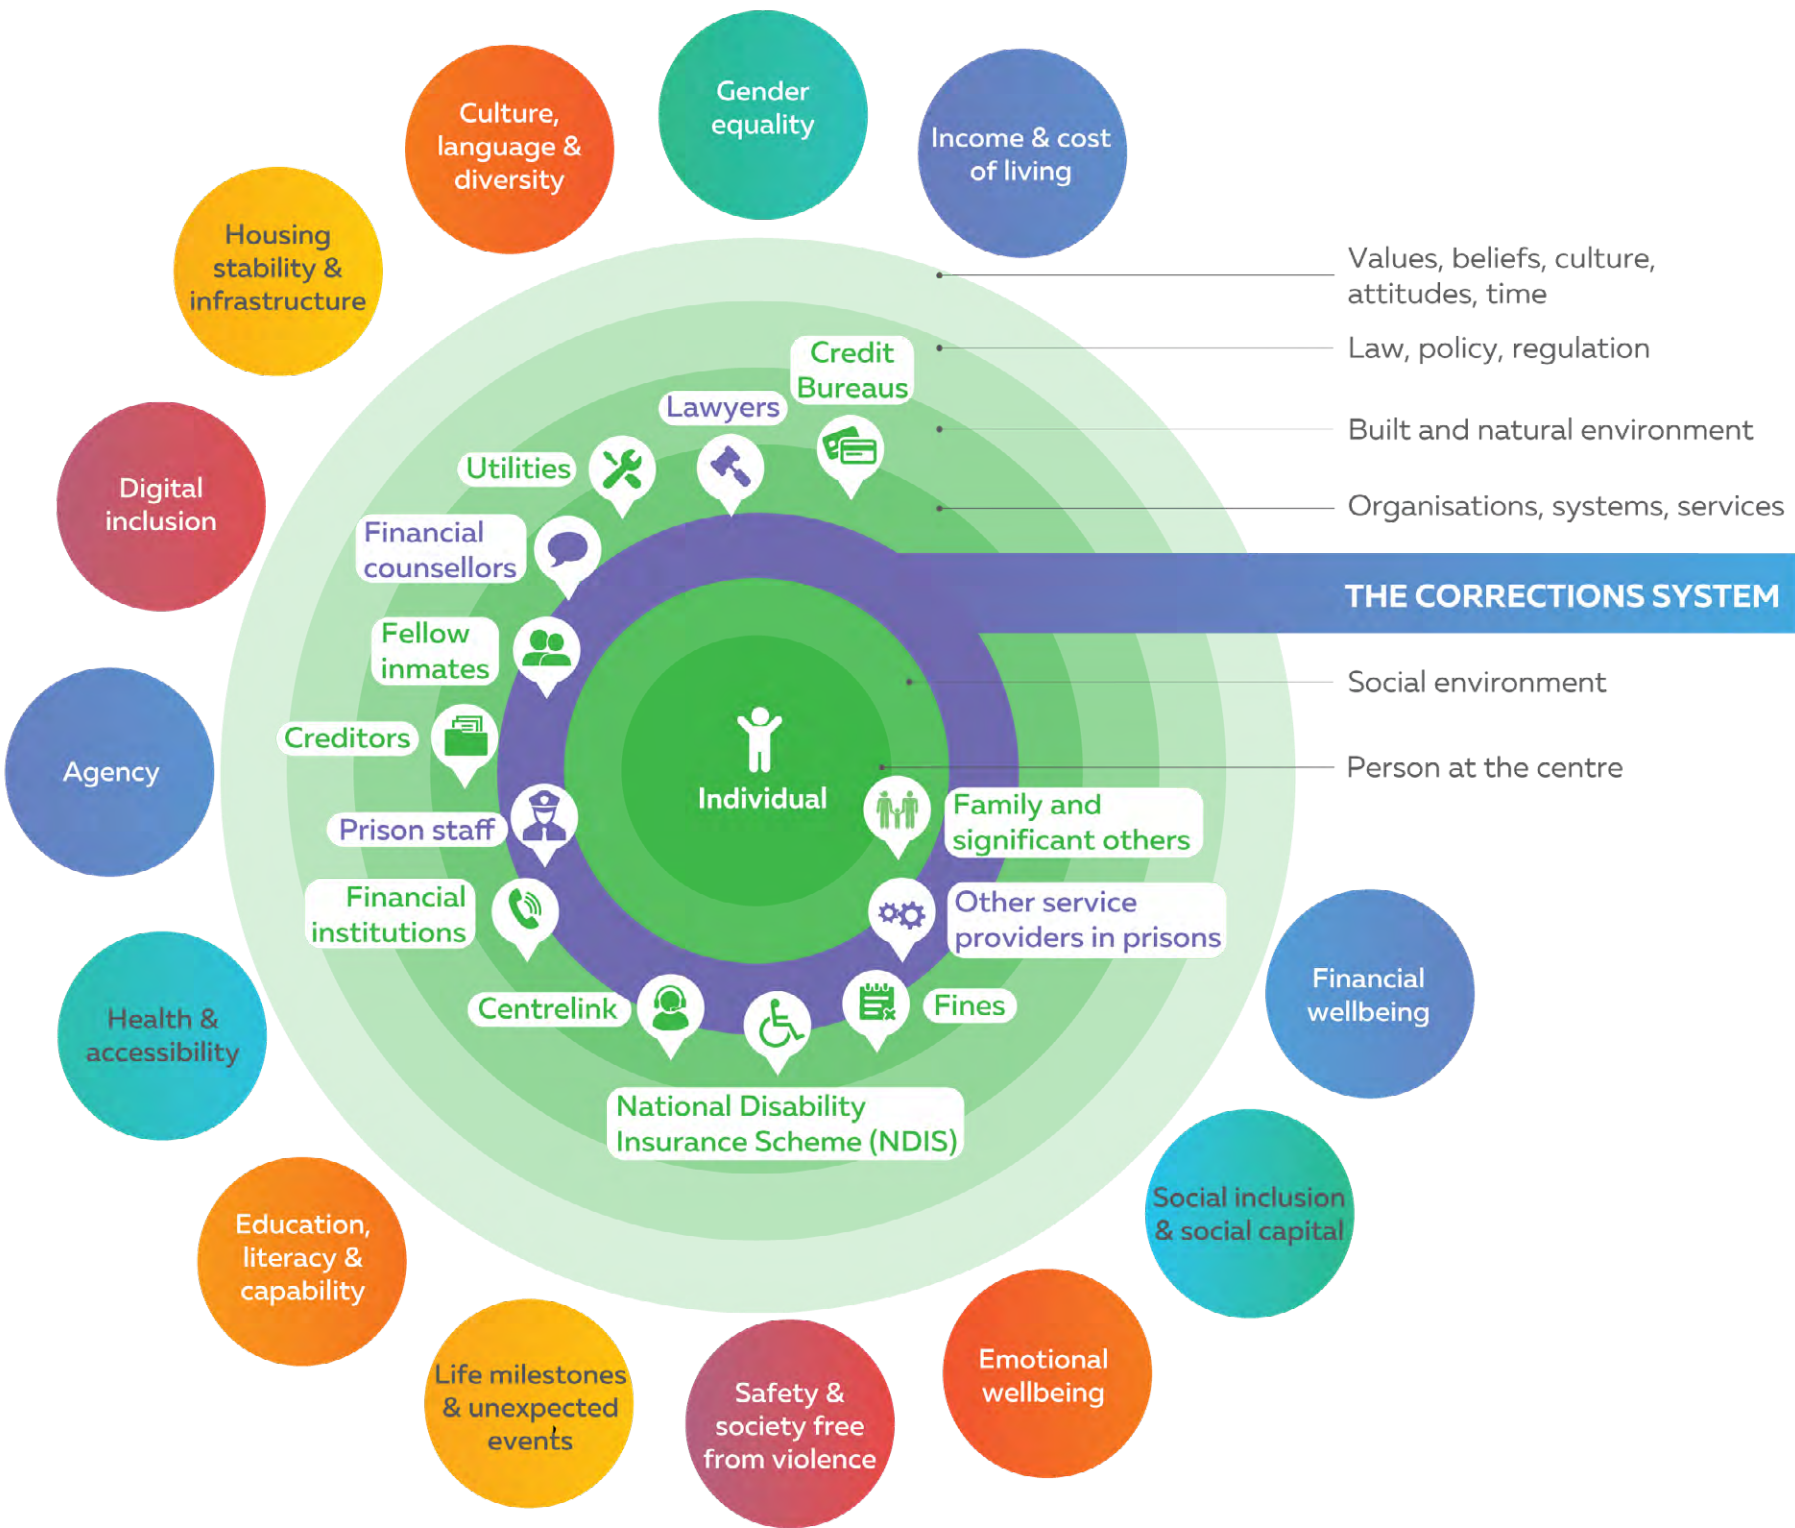 Gender
equality
Culture,
language &
diversity
Income & cost
of living
Housing
stability &
infrastructure
Values, beliefs, culture,
attitudes, time
Law, policy, regulation
Credit
Bureaus
Lawyers
Built and natural environment
Utilities
Digital
inclusion
Organisations, systems, services
Financial
counsellors
THE CORRECTIONS SYSTEM
Fellow
inmates
Social environment
Creditors
Agency
Person at the centre
Individual
Family and
significant others
Prison staff
Financial
institutions
Other service
providers in prisons
Financial
wellbeing
Centrelink
Fines
Health &
accessibility
National Disability
Insurance Scheme (NDIS)
Social inclusion
& social capital
Education,
literacy &
capability
Emotional
wellbeing
Life milestones
& unexpected
events
Safety &
society free
from violence